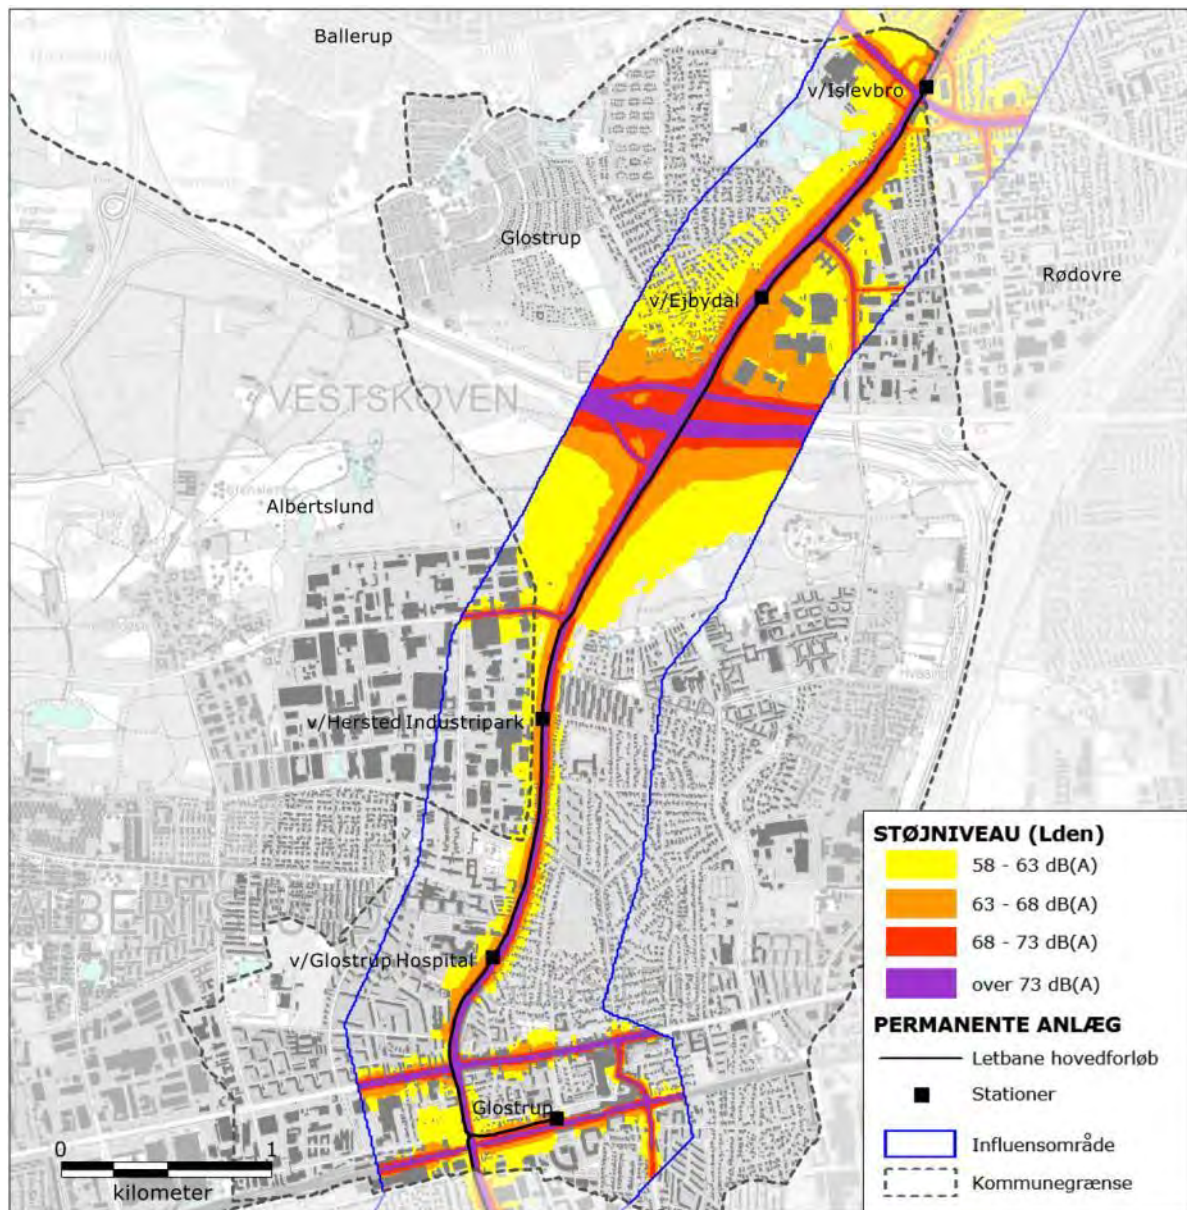 Ballerup
v/Islevbro
Glostrup
Rødovre
v/Ejbydal
VESTSKOVEN
Albertslund
v/Hersted Industripark
ALBERTS
v/Glostrup Hospital
Glostrup
0 1
kilometer
STØJNIVEAU (Lden)
58 - 63 dB(A)
63 - 68 dB(A)
68 - 73 dB(A)
over 73 dB(A)
PERMANENTE ANLÆG
Letbane hovedforløb
Stationer
Influensområde
Kommunegrænse